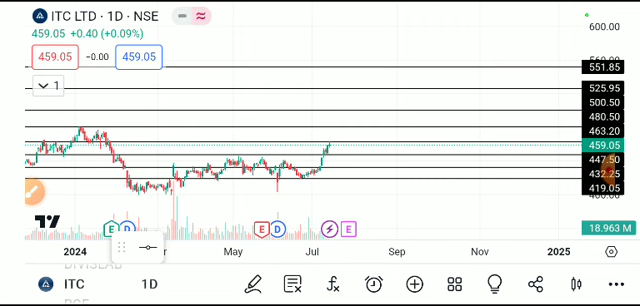 ITC LTD · 1D · NSE
459.05 +0.40 (+0.09%)
459.05 −0.00 459.05
1
600.00
551.85
525.95
500.50
480.50
463.20
459.05
447.50
432.25
419.05
18.963 M
E D E D E
2024 May Jul Sep Nov 2025
DIVISLAB
ITC 1D